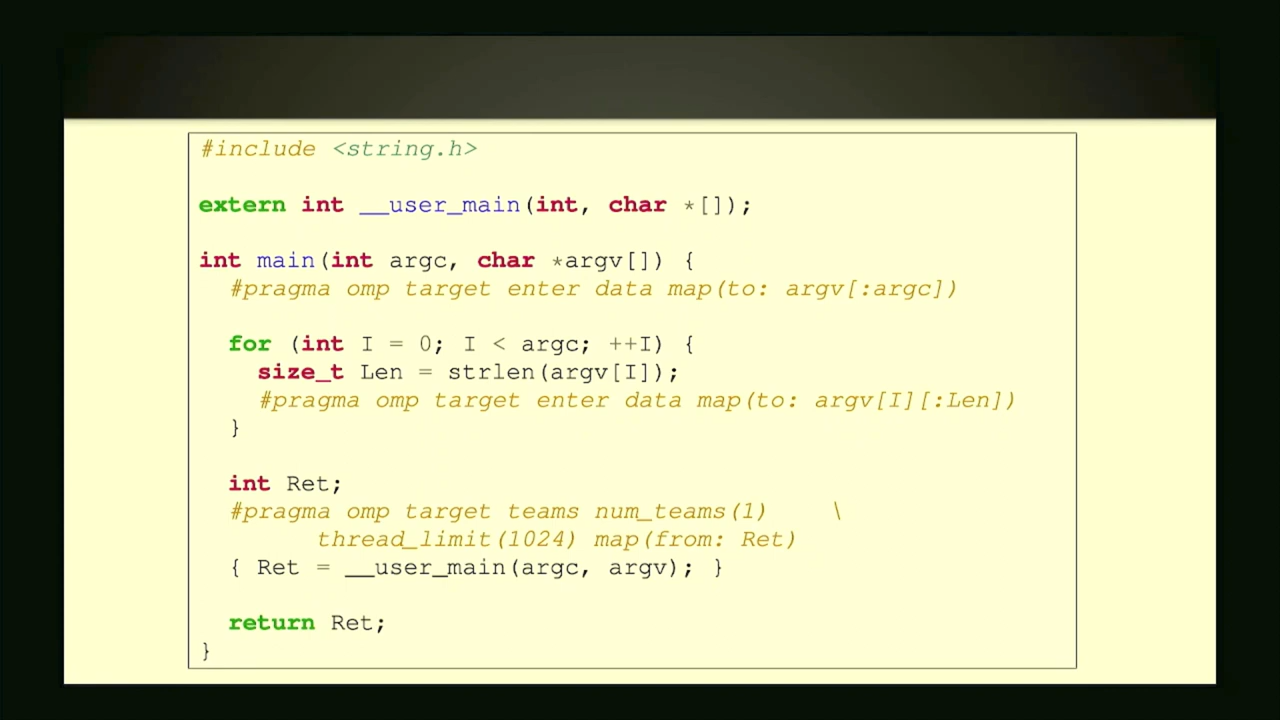 #include <string.h>
extern int __user_main(int, char *[]);
int main(int argc, char *argv[]) {
#pragma omp target enter data map(to: argv[:argc])
for (int I = 0; I < argc; ++I) {
size_t Len = strlen(argv[I]);
#pragma omp target enter data map(to: argv[I][:Len])
}
int Ret;
#pragma omp target teams num_teams(1) \
thread_limit(1024) map(from: Ret)
{ Ret = __user_main(argc, argv); }
return Ret;
}